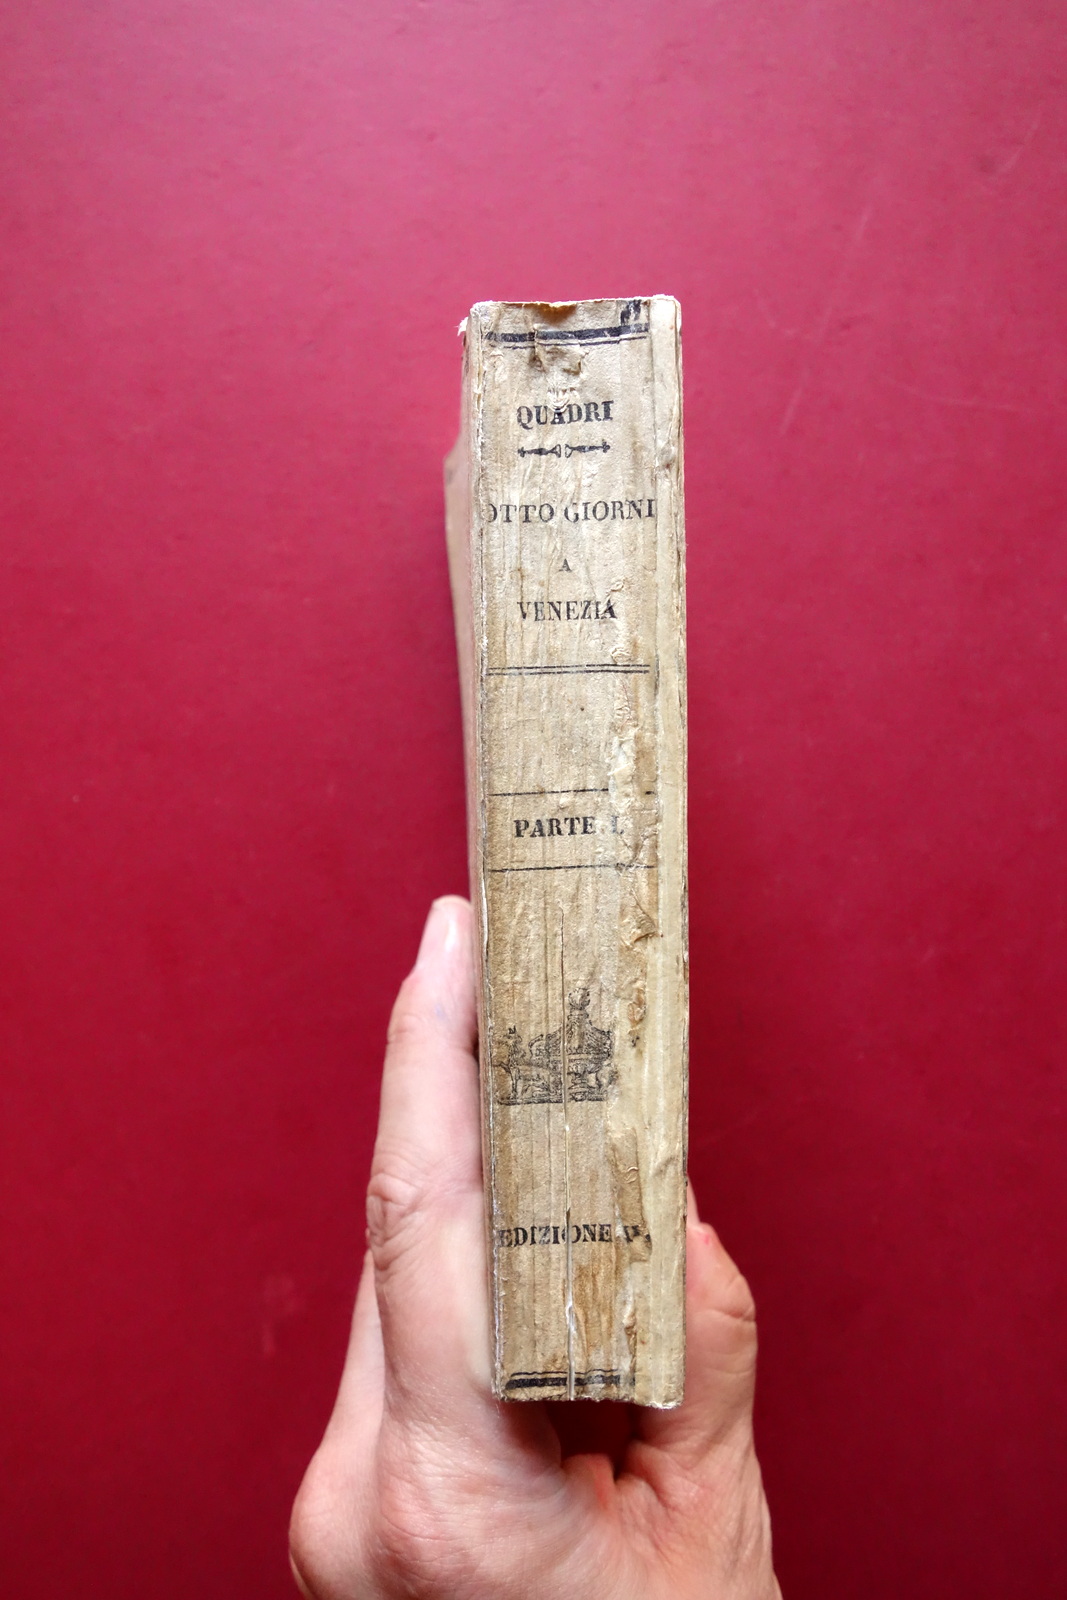 QUADRI
OTTO GIORNI
A
VENEZIA
PARTE I.
EDIZIONE